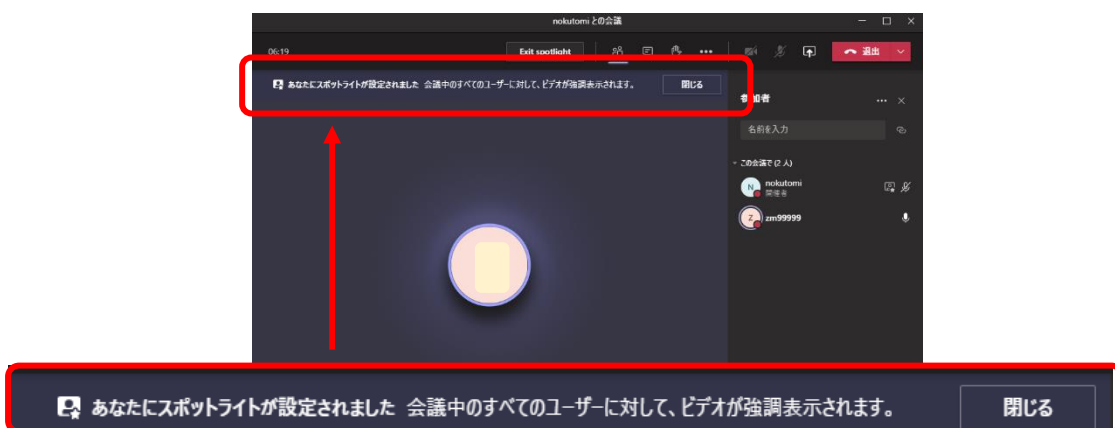 nokutomi との会議
06:19
Exit spotlight
退出
あなたにスポットライトが設定されました 会議中のすべてのユーザーに対して、ビデオが強調表示されます。
閉じる
参加者
名前を入力
この会議で (2 人)
N
nokutomi
開催者
Z
zm99999
あなたにスポットライトが設定されました 会議中のすべてのユーザーに対して、ビデオが強調表示されます。
閉じる